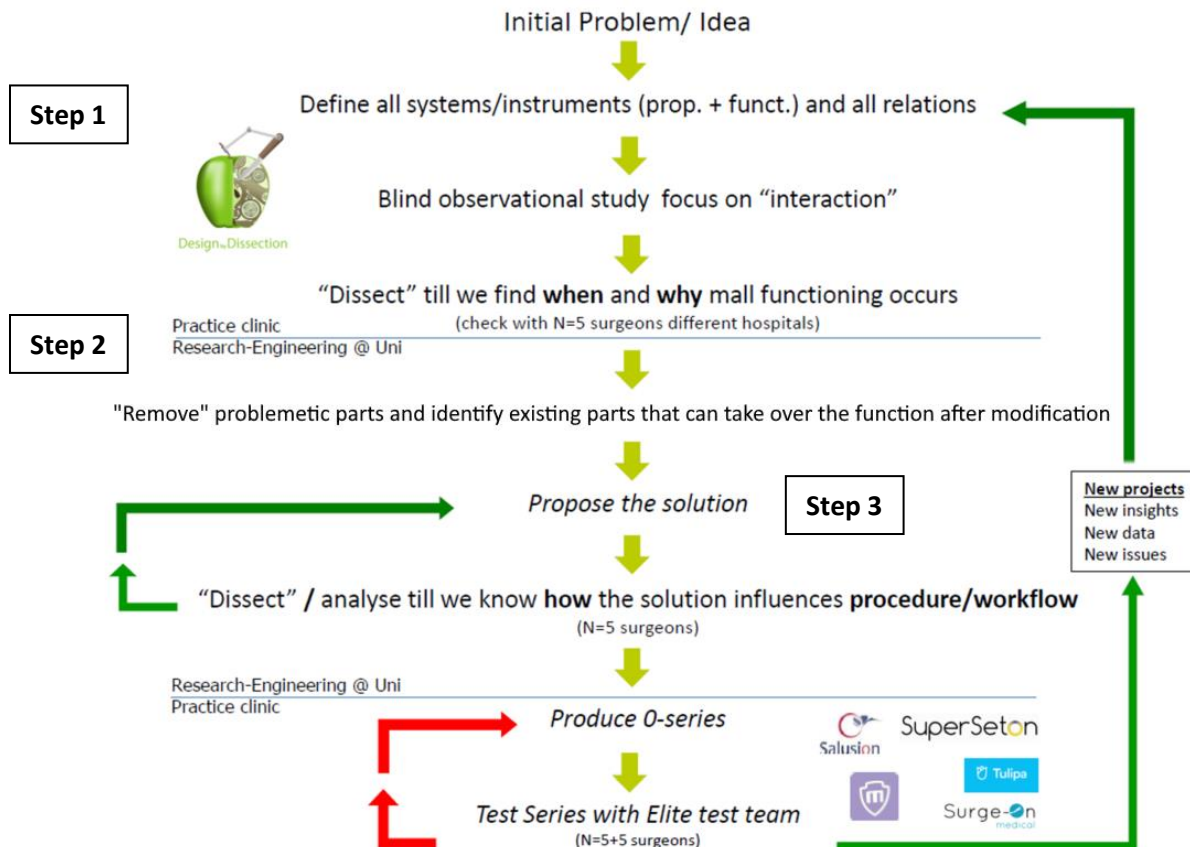 Initial Problem/ Idea
Step 1
Define all systems/instruments (prop. + funct.) and all relations
Design by Dissection
Blind observational study focus on “interaction”
“Dissect” till we find when and why mall functioning occurs
(check with N=5 surgeons different hospitals)
Practice clinic
Step 2
Research-Engineering @ Uni
"Remove" problemetic parts and identify existing parts that can take over the function after modification
Propose the solution
Step 3
New projects
New insights
New data
New issues
“Dissect” / analyse till we know how the solution influences procedure/workflow
(N=5 surgeons)
Research-Engineering @ Uni
Practice clinic
Produce 0-series
Salusion
SuperSeton
Tulipa
m
Surge-On
medical
Test Series with Elite test team
(N=5+5 surgeons)